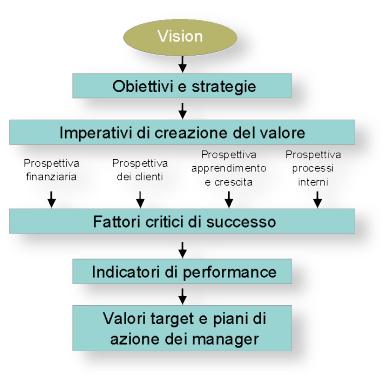 Vision
Obiettivi e strategie
Imperativi di creazione del valore
Prospettiva
finanziaria
Prospettiva
dei clienti
Prospettiva
apprendimento
e crescita
Prospettiva
processi
interni
Fattori critici di successo
Indicatori di performance
Valori target e piani di
azione dei manager